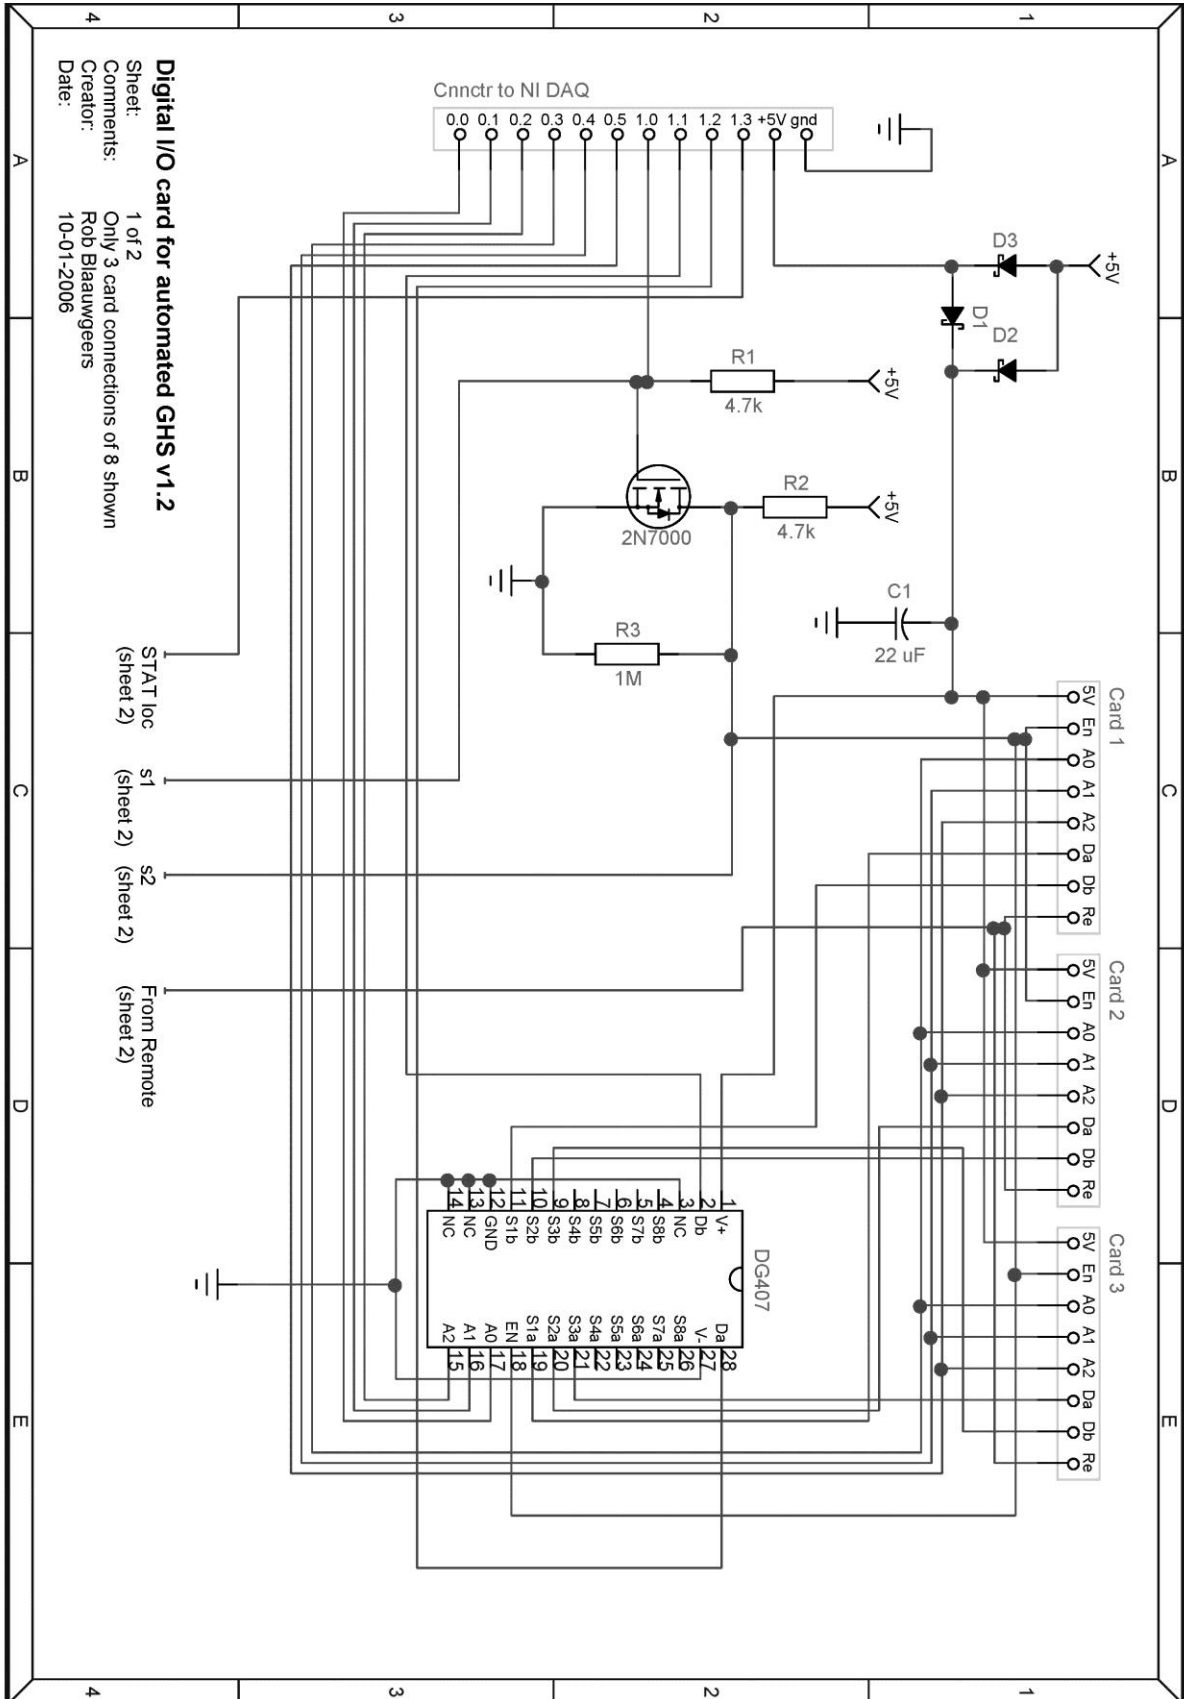 4
3
2
1
A
B
C
D
E
Cnnctr to NI DAQ
0.0 0.1 0.2 0.3 0.4 0.5 1.0 1.1 1.2 1.3 +5V gnd
+5V
D3
D1
D2
R1
4.7k
+5V
R2
4.7k
+5V
2N7000
R3
1M
C1
22 uF
Card 1
5V
En
A0
A1
A2
Da
Db
Re
Card 2
5V
En
A0
A1
A2
Da
Db
Re
Card 3
5V
En
A0
A1
A2
Da
Db
Re
STAT loc
(sheet 2)
s1
(sheet 2)
s2
(sheet 2)
From Remote
(sheet 2)
DG407
1 V+
2 Db
3 NC
4 S8b
5 S7b
6 S6b
7 S5b
8 S4b
9 S3b
10 S2b
11 S1b
12 GND
13 NC
14 NC
Da 28
V- 27
S8a 26
S7a 25
S6a 24
S5a 23
S4a 22
S3a 21
S2a 20
S1a 19
EN 18
A0 17
A1 16
A2 15
Digital I/O card for automated GHS v1.2
Sheet: 1 of 2
Comments: Only 3 card connections of 8 shown
Creator: Rob Blaauwgeers
Date: 10-01-2006
A
B
C
D
E
4
3
2
1